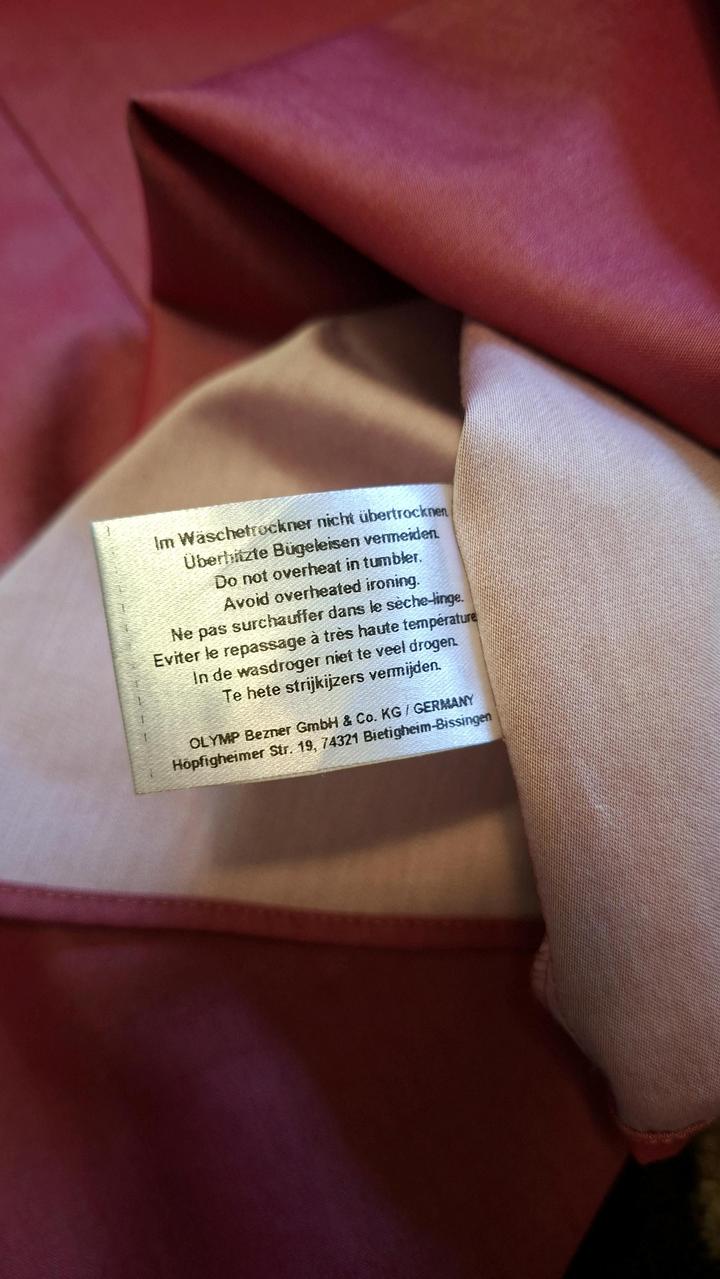 Im Wäschetrockner nicht übertrocknen
Überhitzte Bügeleisen vermeiden.
Do not overheat in tumbler.
Avoid overheated ironing.
Ne pas surchauffer dans le sèche-linge.
Eviter le repassage à très haute température
In de wasdroger niet te veel drogen.
Te hete strijkijzers vermijden.
OLYMP Bezner GmbH & Co. KG / GERMANY
Höpfigheimer Str. 19, 74321 Bietigheim-Bissingen